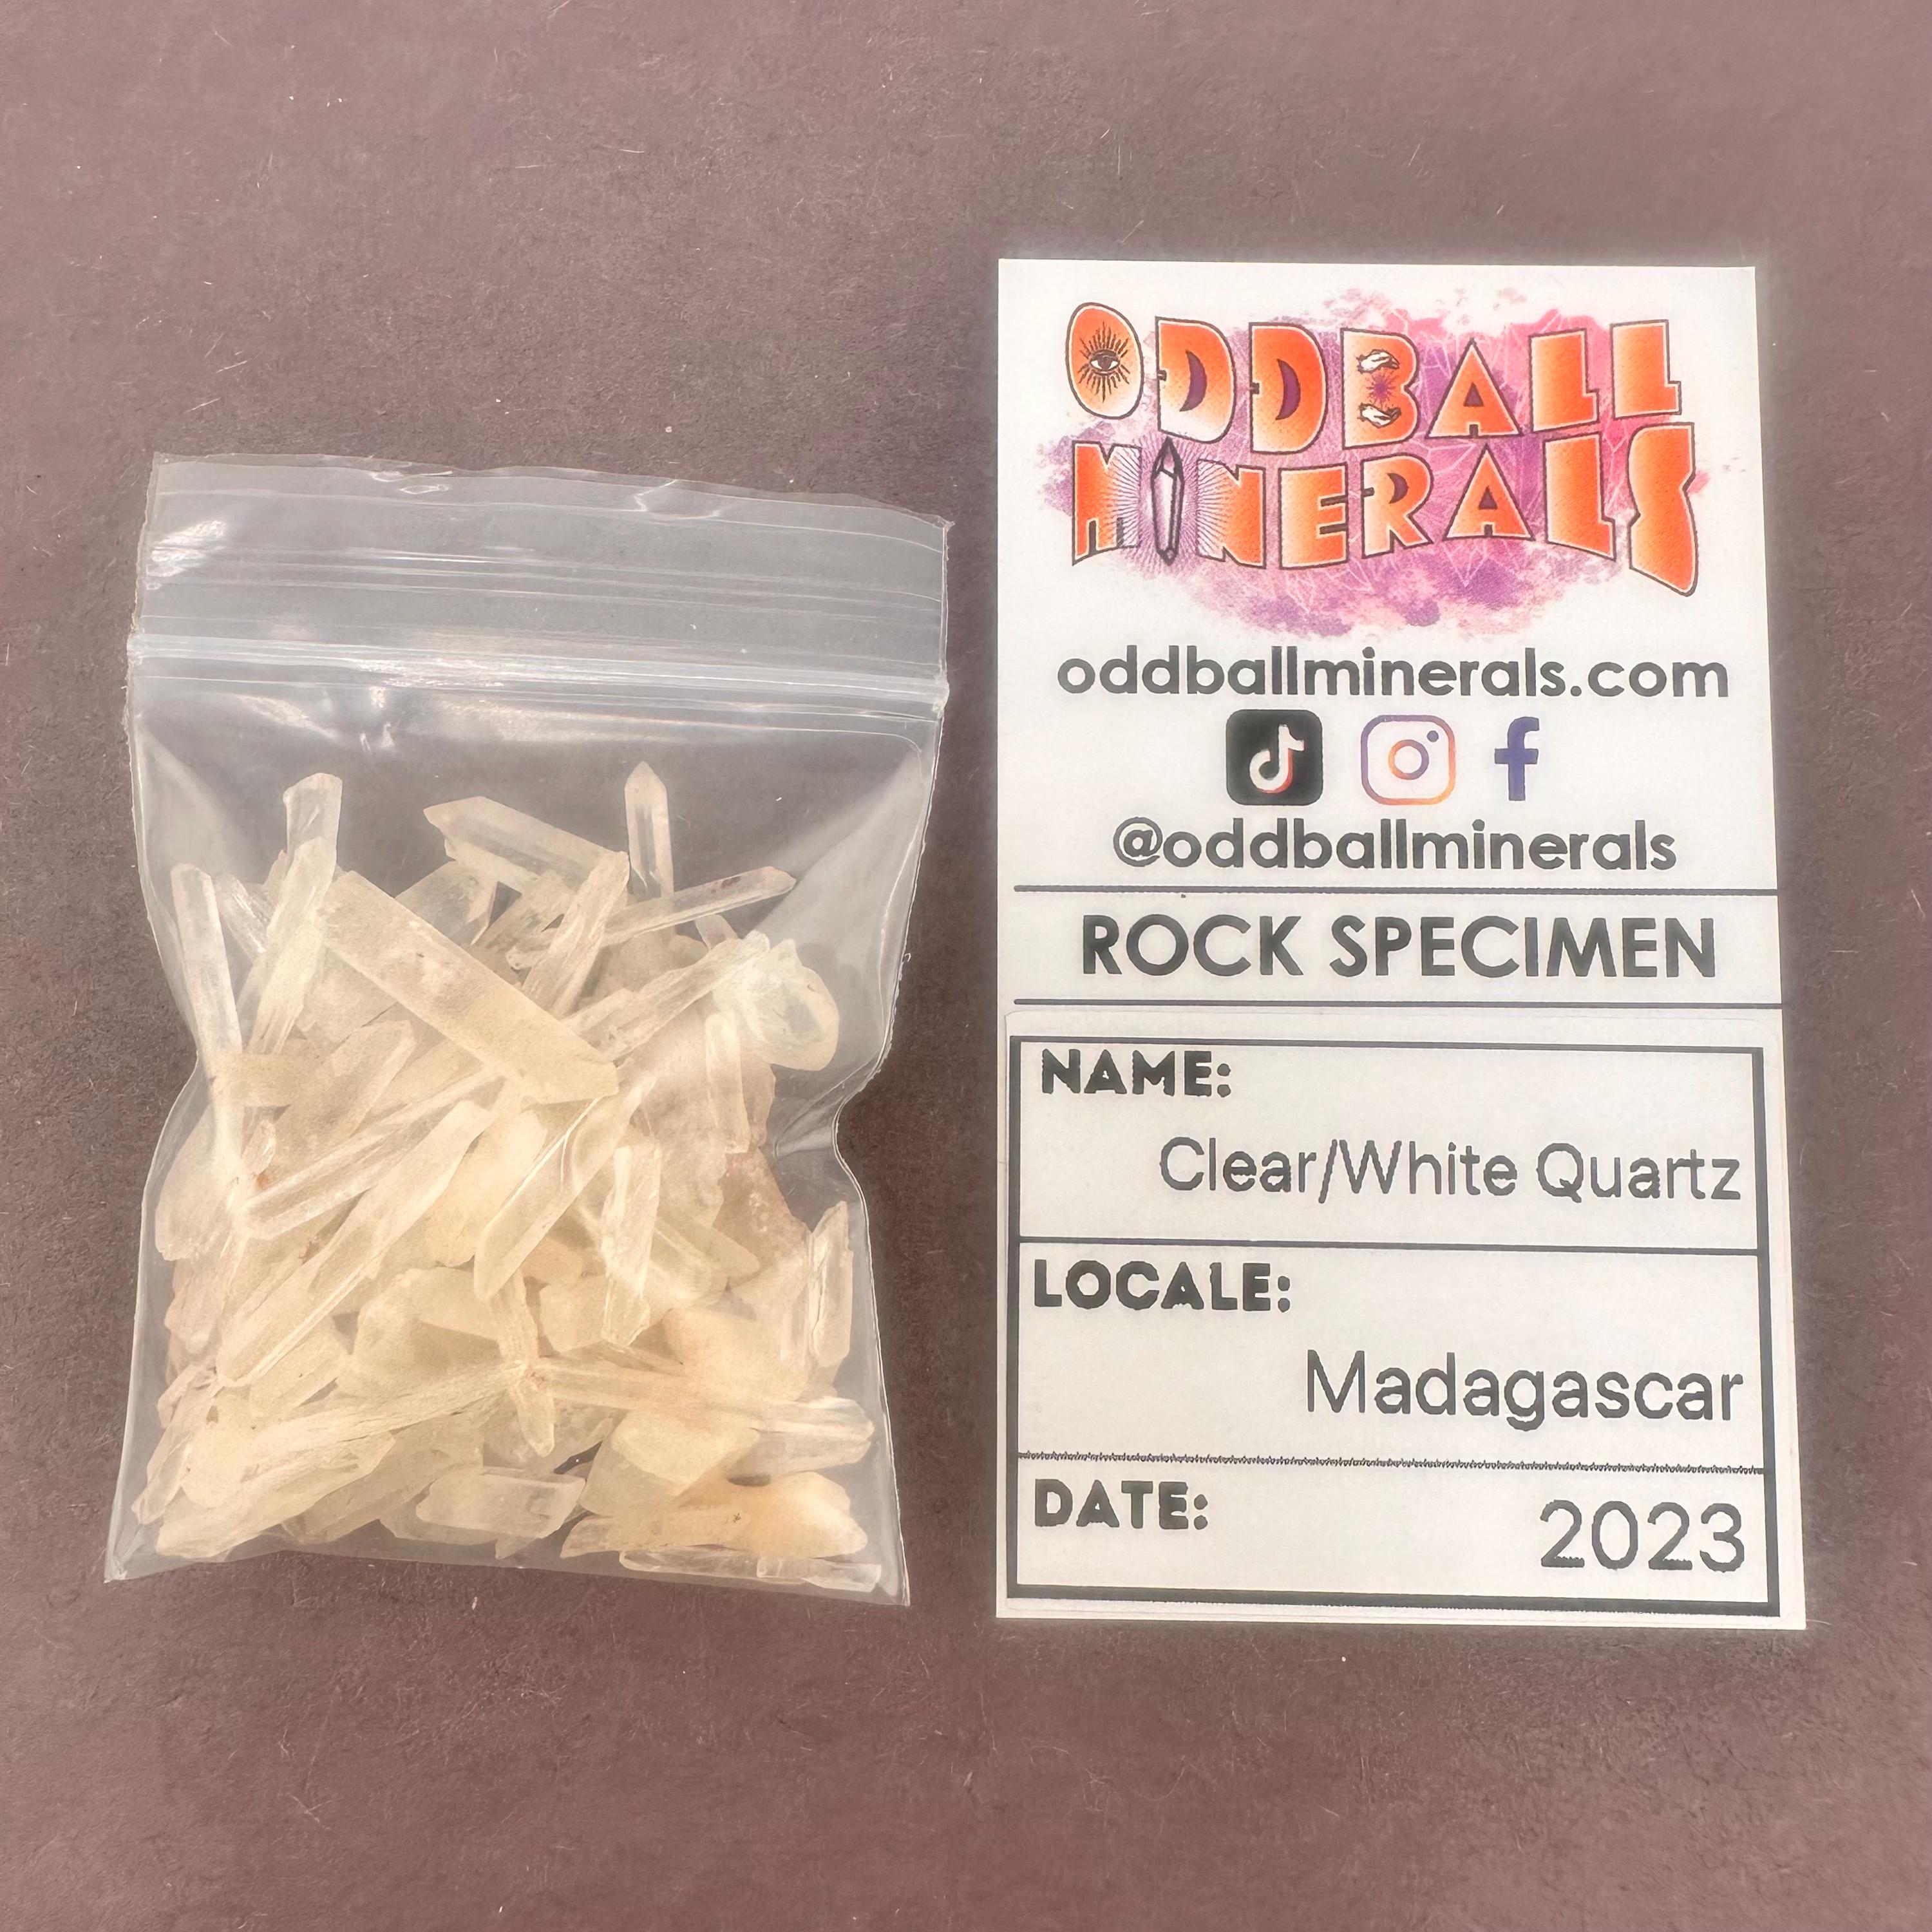 ODDBALL
MINERALS
oddballminerals.com
@oddballminerals
ROCK SPECIMEN
NAME:
Clear/White Quartz
LOCALE:
Madagascar
DATE:
2023